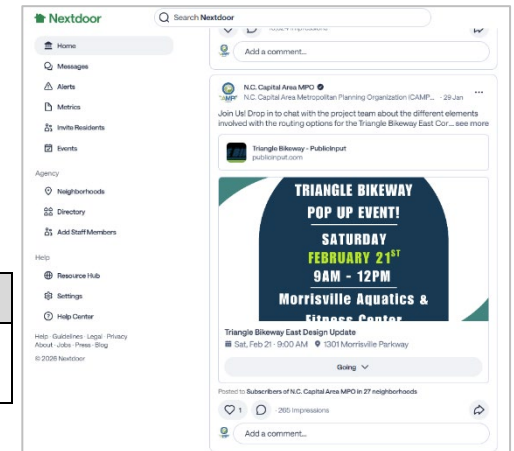 Nextdoor
Search Nextdoor
Home
Messages
Alerts
Metrics
Invite Residents
Events
Agency
Neighborhoods
Directory
Add Staff Members
Help
Resource Hub
Settings
Help Center
Help · Guidelines · Legal · Privacy
About · Jobs · Press · Blog
© 2026 Nextdoor
impressions
Add a comment...
N.C. Capital Area MPO
N.C. Capital Area Metropolitan Planning Organization (CAMP... · 29 Jan
Join Us! Drop in to chat with the project team about the different elements
involved with the routing options for the Triangle Bikeway East Cor... see more
Triangle Bikeway - PublicInput
publicinput.com
TRIANGLE BIKEWAY
POP UP EVENT!
SATURDAY
FEBRUARY 21ST
9AM - 12PM
Morrisville Aquatics &
Fitness Center
Triangle Bikeway East Design Update
Sat, Feb 21 · 9:00 AM 1301 Morrisville Parkway
Going
Posted to Subscribers of N.C. Capital Area MPO in 27 neighborhoods
1 · 265 Impressions
Add a comment...